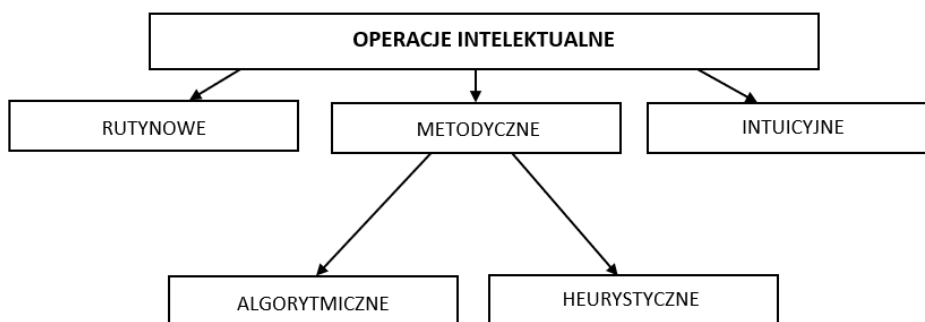 OPERACJE INTELEKTUALNE
RUTYNOWE
METODYCZNE
INTUICYJNE
ALGORYTMICZNE
HEURYSTYCZNE